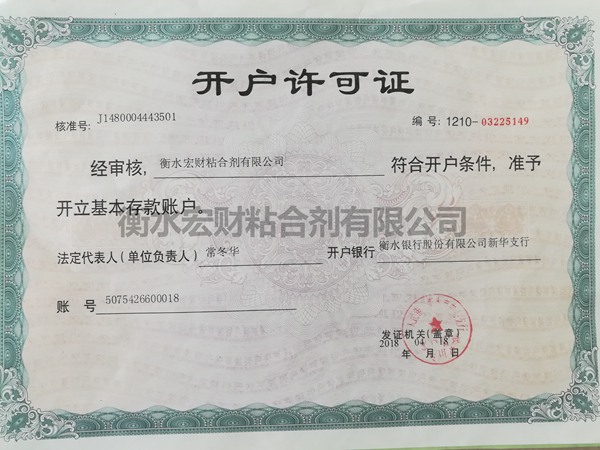 开户许可证
核准号: J1480004443501
编号: 1210-03225149
经审核, 衡水宏财粘合剂有限公司 符合开户条件, 准予
开立基本存款账户。
衡水宏财粘合剂有限公司
法定代表人(单位负责人) 常冬华 开户银行 衡水银行股份有限公司新华支行
账 号 5075426600018
发证机关(盖章)
2018 04 18
年 月 日